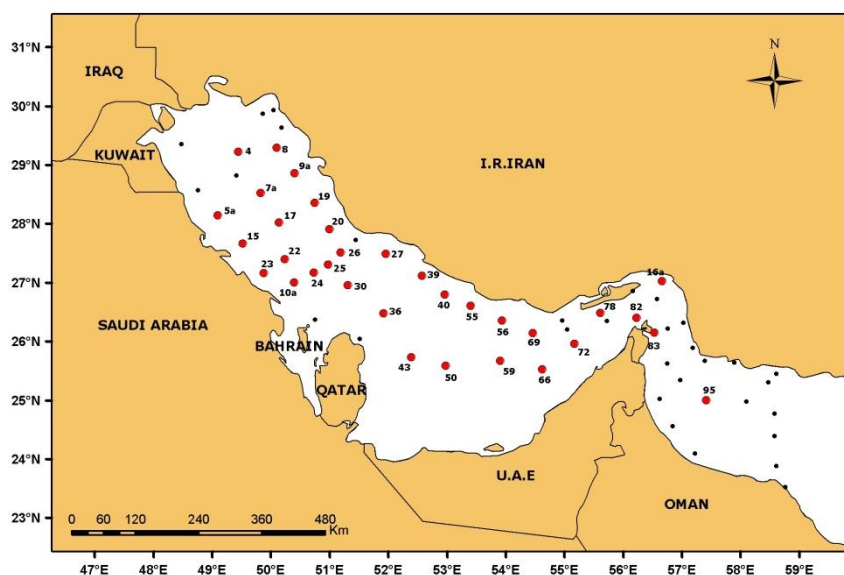 N
31°N
IRAQ
30°N
8
4
KUWAIT
29°N
9a
I.R.IRAN
7a
19
5a
28°N
17
20
15
26
27
22
25
23
39
27°N
16a
24
30
10a
40
55
78
82
36
SAUDI ARABIA
26°N
56
69
BAHRAIN
72
83
43
59
50
66
95
QATAR
25°N
24°N
U.A.E
OMAN
23°N
0 60 120 240 360 480
Km
47°E 48°E 49°E 50°E 51°E 52°E 53°E 54°E 55°E 56°E 57°E 58°E 59°E